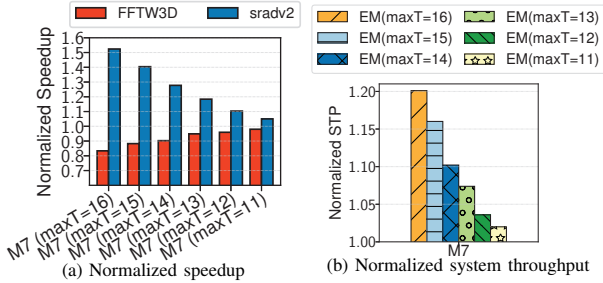 FFTW3D sradv2
Normalized Speedup
1.6
1.5
1.4
1.3
1.2
1.1
1.0
0.9
0.8
0.7
M7 (maxT=16)
M7 (maxT=15)
M7 (maxT=14)
M7 (maxT=13)
M7 (maxT=12)
M7 (maxT=11)
(a) Normalized speedup
EM(maxT=16) EM(maxT=13)
EM(maxT=15) EM(maxT=12)
EM(maxT=14) EM(maxT=11)
Normalized STP
1.20
1.15
1.10
1.05
1.00
M7
(b) Normalized system throughput